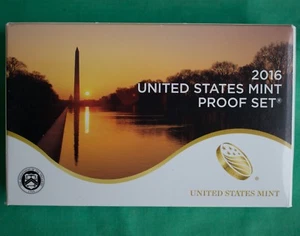 2016
UNITED STATES MINT
PROOF SET®
UNITED STATES MINT